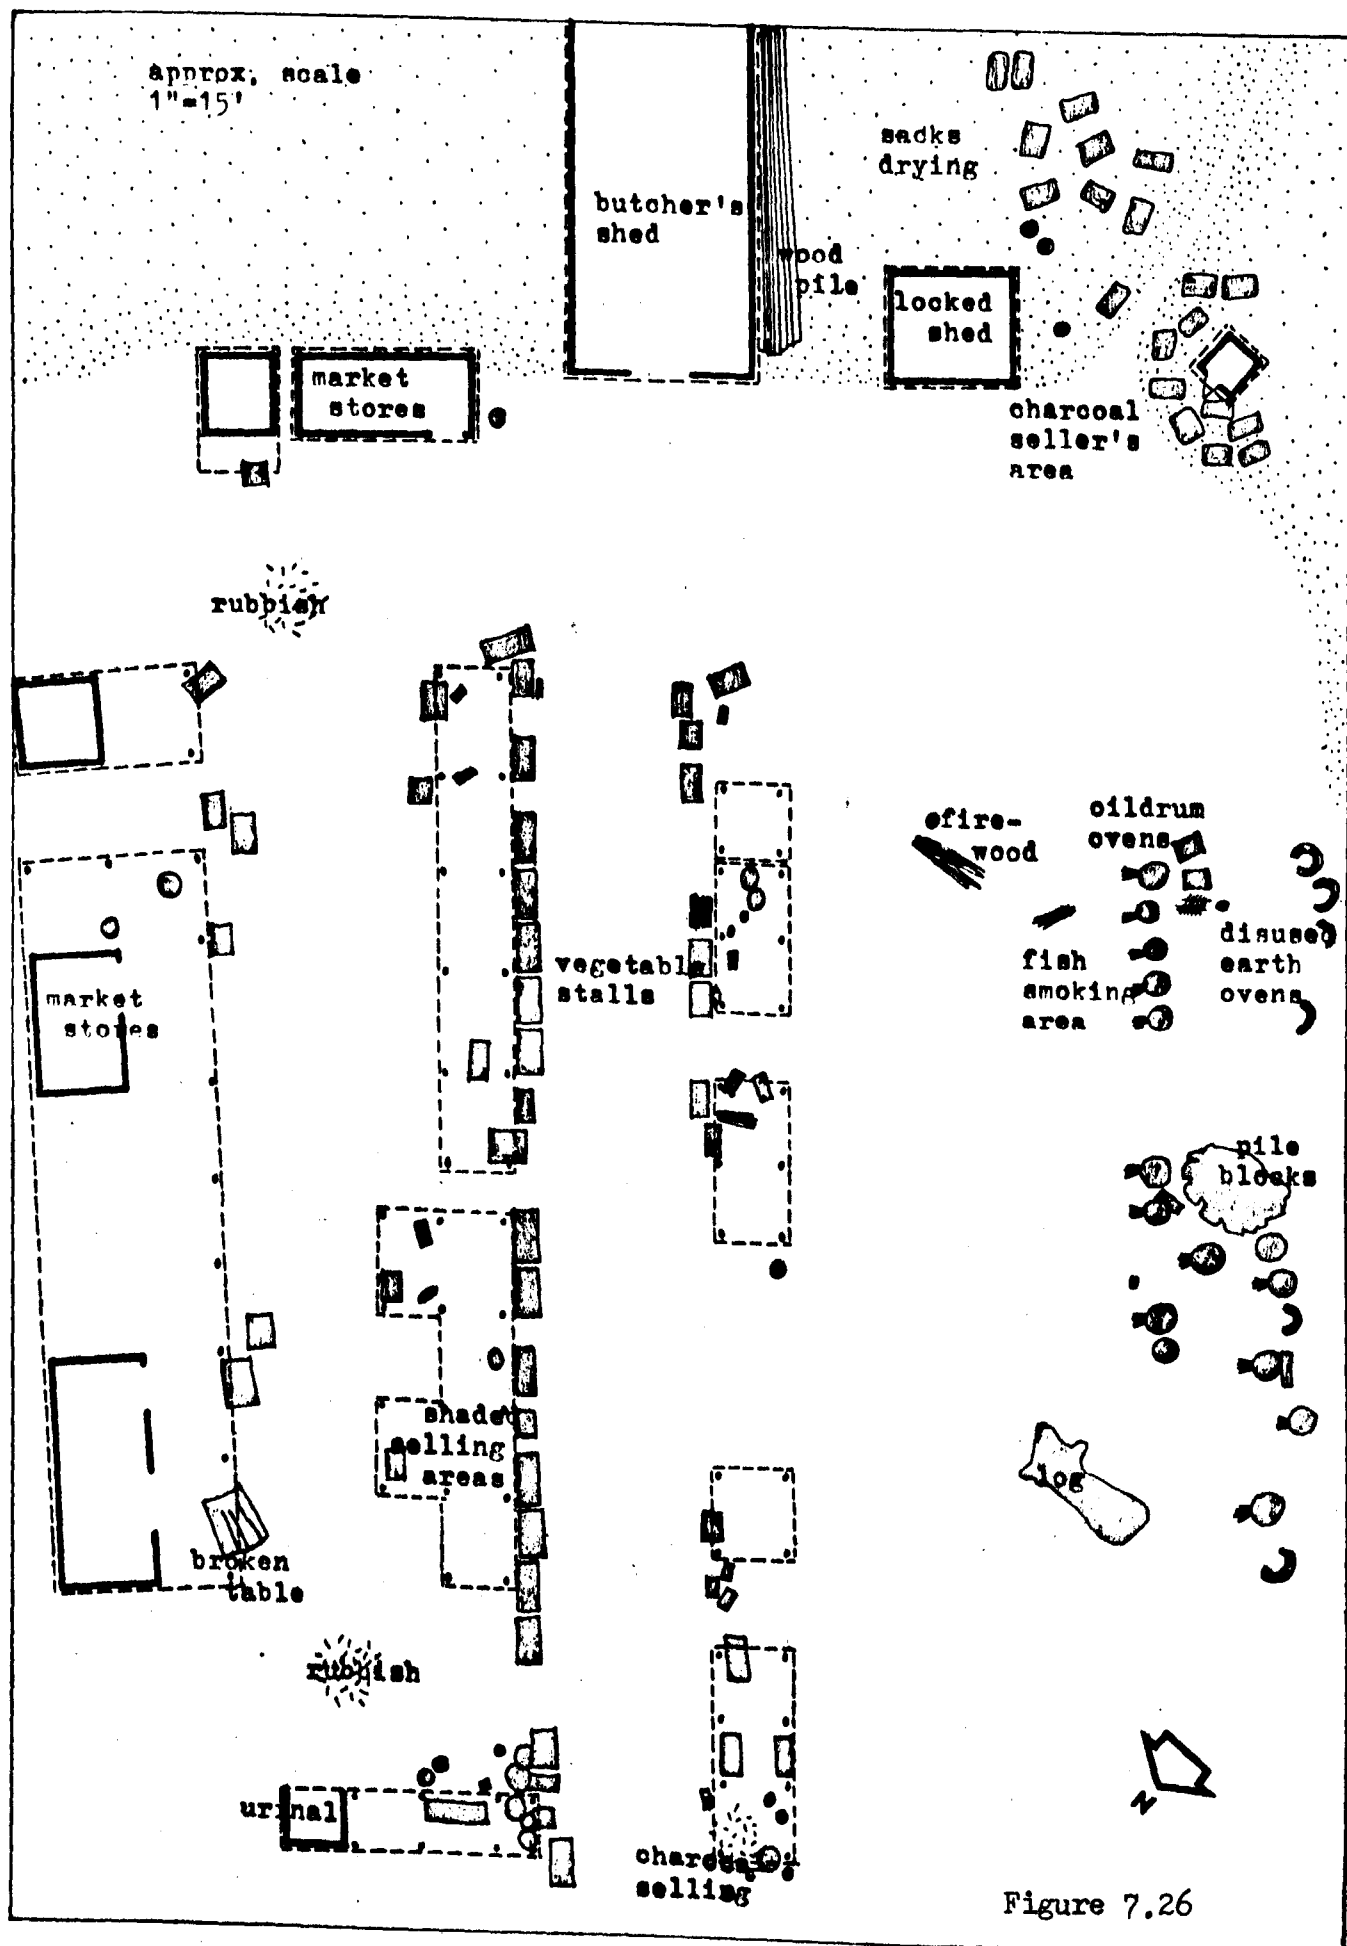 approx. scale
1"=15'
sacks
drying
butcher's
shed
wood
pile
locked
shed
market
stores
charcoal
seller's
area
rubbish
oildrum
ovens
fire-
wood
disused
earth
ovens
fish
smoking
area
vegetable
stalls
market
stores
pile
blocks
shaded
selling
areas
log
broken
table
rubbish
urinal
charcoal
selling
N
Figure 7.26